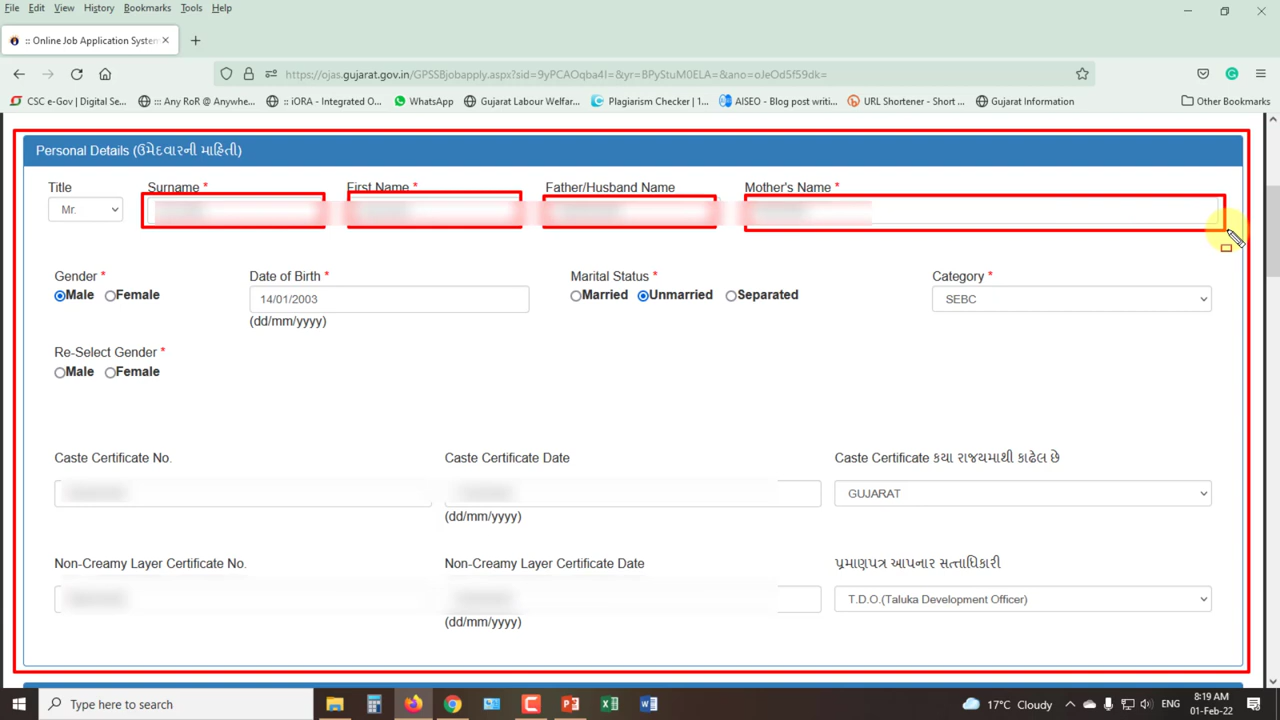 File Edit View History Bookmarks Tools Help
:: Online Job Application System
https://ojas.gujarat.gov.in/GPSSBjobapply.aspx?sid=9yPCAOqba4I=&yr=BPyStuM0ELA=&ano=oJeOd5f59dk=
CSC e-Gov | Digital Se... ::: Any RoR @ Anywhe... :: iORA - Integrated O... WhatsApp Gujarat Labour Welfar... Plagiarism Checker | 1... AISEO - Blog post writi... URL Shortener - Short ... Gujarat Information Other Bookmarks
Personal Details (ઉમેદવારની માહિતી)
Title Surname * First Name * Father/Husband Name Mother's Name *
Mr.
Gender * Date of Birth * Marital Status * Category *
Male Female 14/01/2003 Married Unmarried Separated SEBC
(dd/mm/yyyy)
Re-Select Gender *
Male Female
Caste Certificate No. Caste Certificate Date Caste Certificate કયા રાજયમાથી કાઢેલ છે
GUJARAT
(dd/mm/yyyy)
Non-Creamy Layer Certificate No. Non-Creamy Layer Certificate Date પ્રમાણપત્ર આપનાર સત્તાધિકારી
T.D.O.(Taluka Development Officer)
(dd/mm/yyyy)
Type here to search 17°C Cloudy ENG 8:19 AM
01-Feb-22